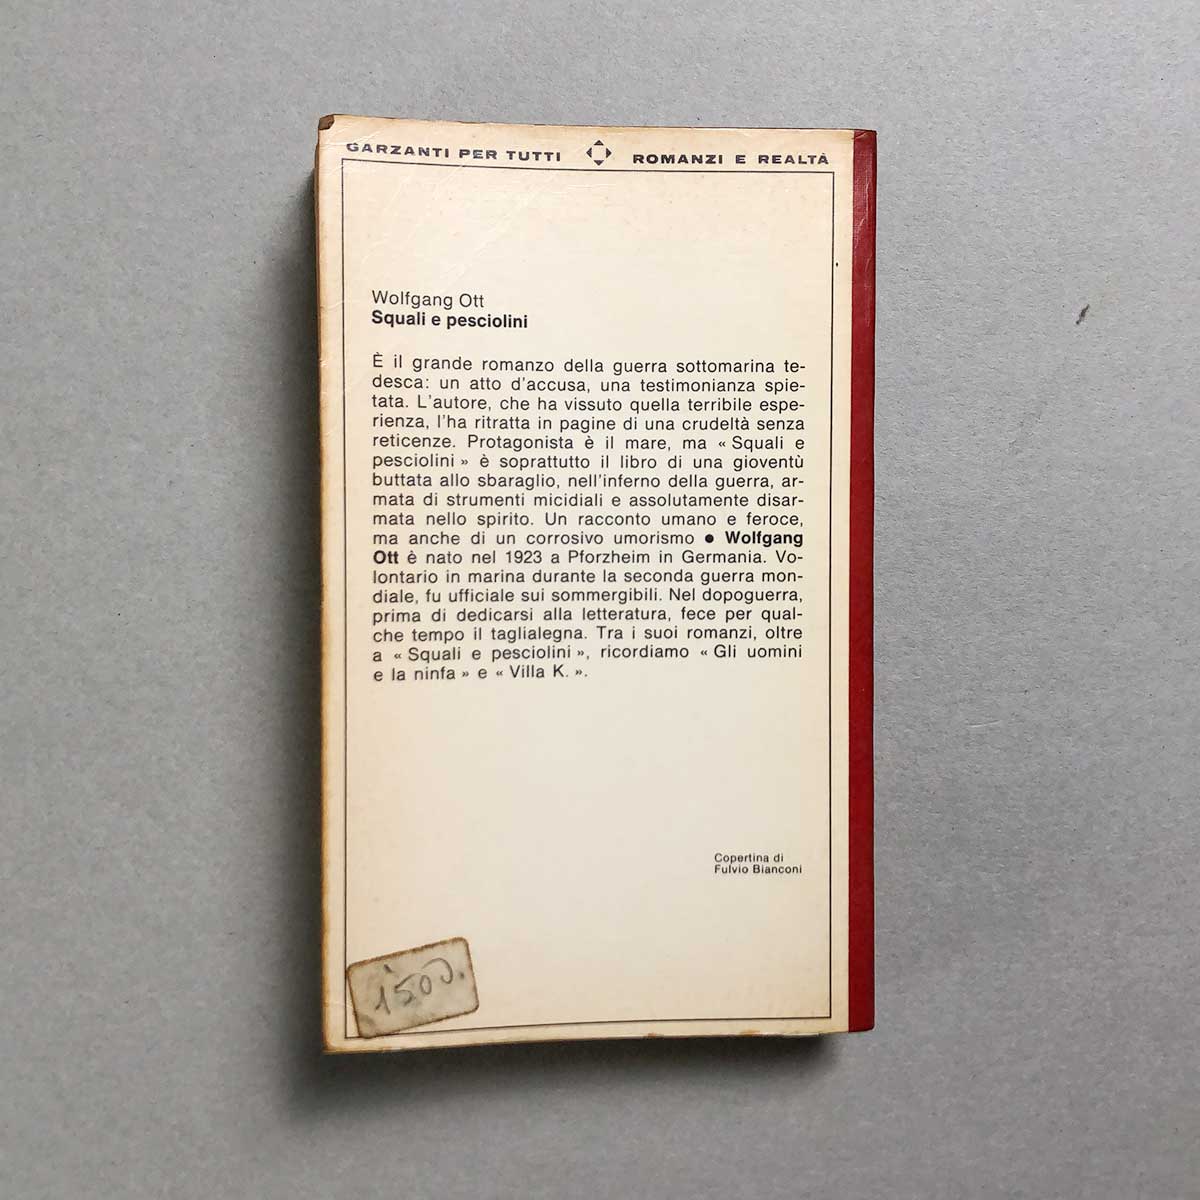 GARZANTI PER TUTTI ROMANZI E REALTÀ
Wolfgang Ott
Squali e pesciolini
È il grande romanzo della guerra sottomarina te-
desca: un atto d'accusa, una testimonianza spie-
tata. L'autore, che ha vissuto quella terribile espe-
rienza, l'ha ritratta in pagine di una crudeltà senza
reticenze. Protagonista è il mare, ma « Squali e
pesciolini » è soprattutto il libro di una gioventù
buttata allo sbaraglio, nell'inferno della guerra, ar-
mata di strumenti micidiali e assolutamente disar-
mata nello spirito. Un racconto umano e feroce,
ma anche di un corrosivo umorismo ● Wolfgang
Ott è nato nel 1923 a Pforzheim in Germania. Vo-
lontario in marina durante la seconda guerra mon-
diale, fu ufficiale sui sommergibili. Nel dopoguerra,
prima di dedicarsi alla letteratura, fece per qual-
che tempo il taglialegna. Tra i suoi romanzi, oltre
a « Squali e pesciolini », ricordiamo « Gli uomini
e la ninfa » e « Villa K. ».
Copertina di
Fulvio Bianconi
1500.